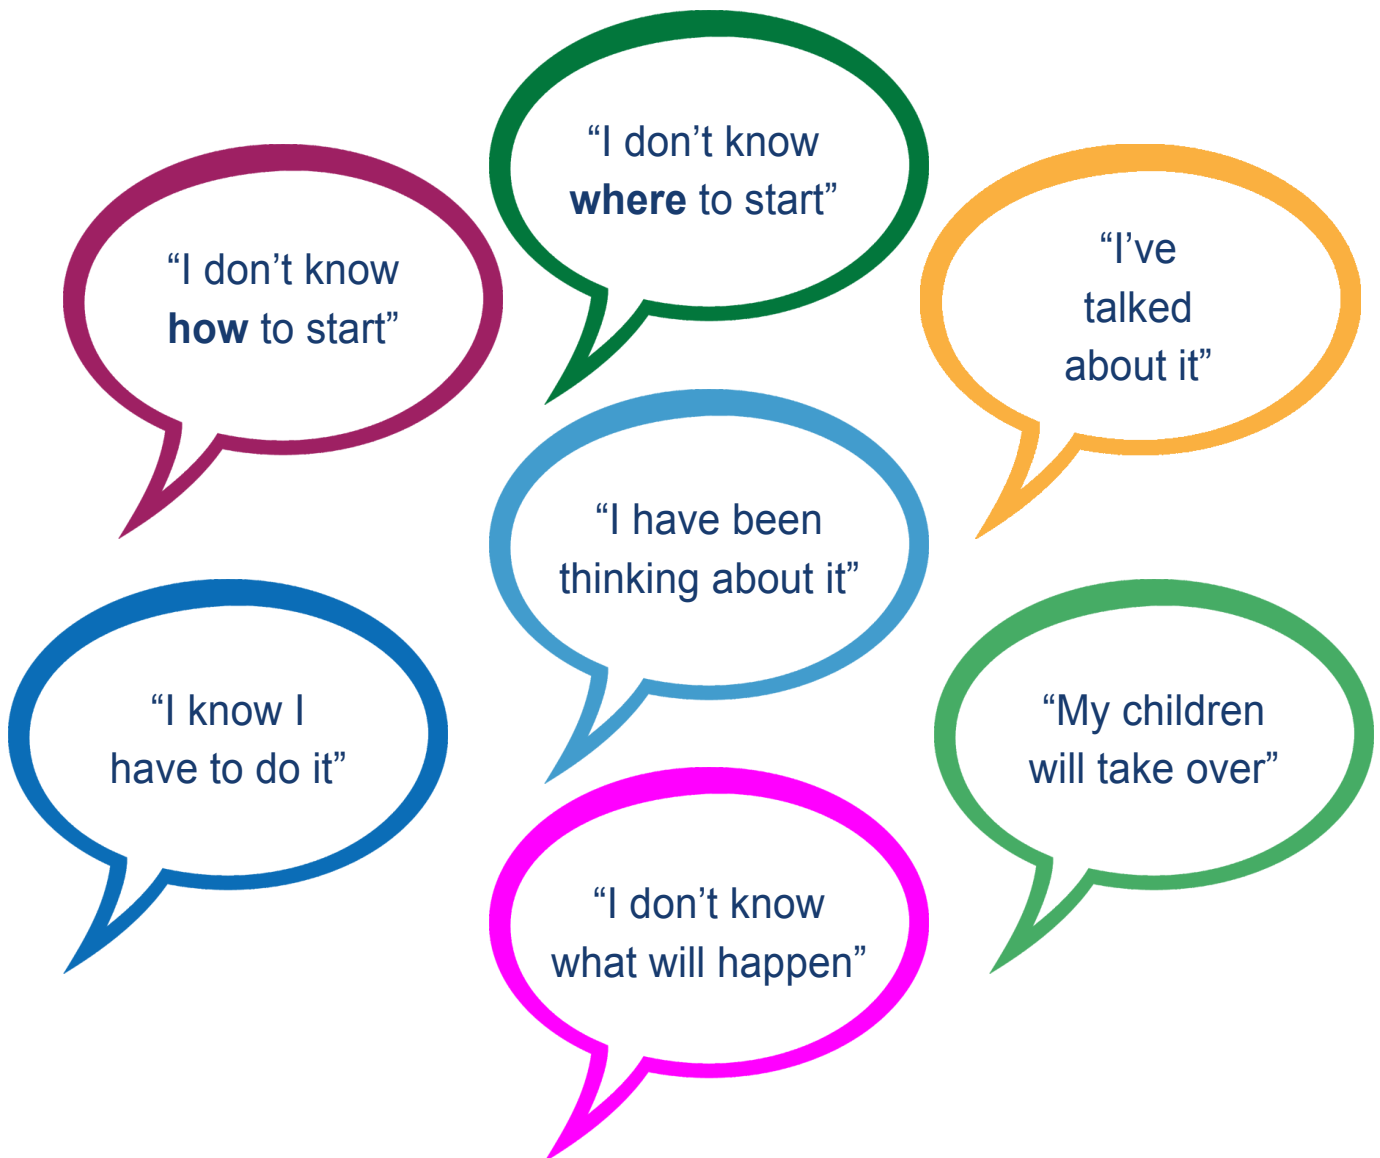 “I don’t know
where to start”
“I don’t know
how to start”
“I’ve
talked
about it”
“I have been
thinking about it”
“I know I
have to do it”
“My children
will take over”
“I don’t know
what will happen”